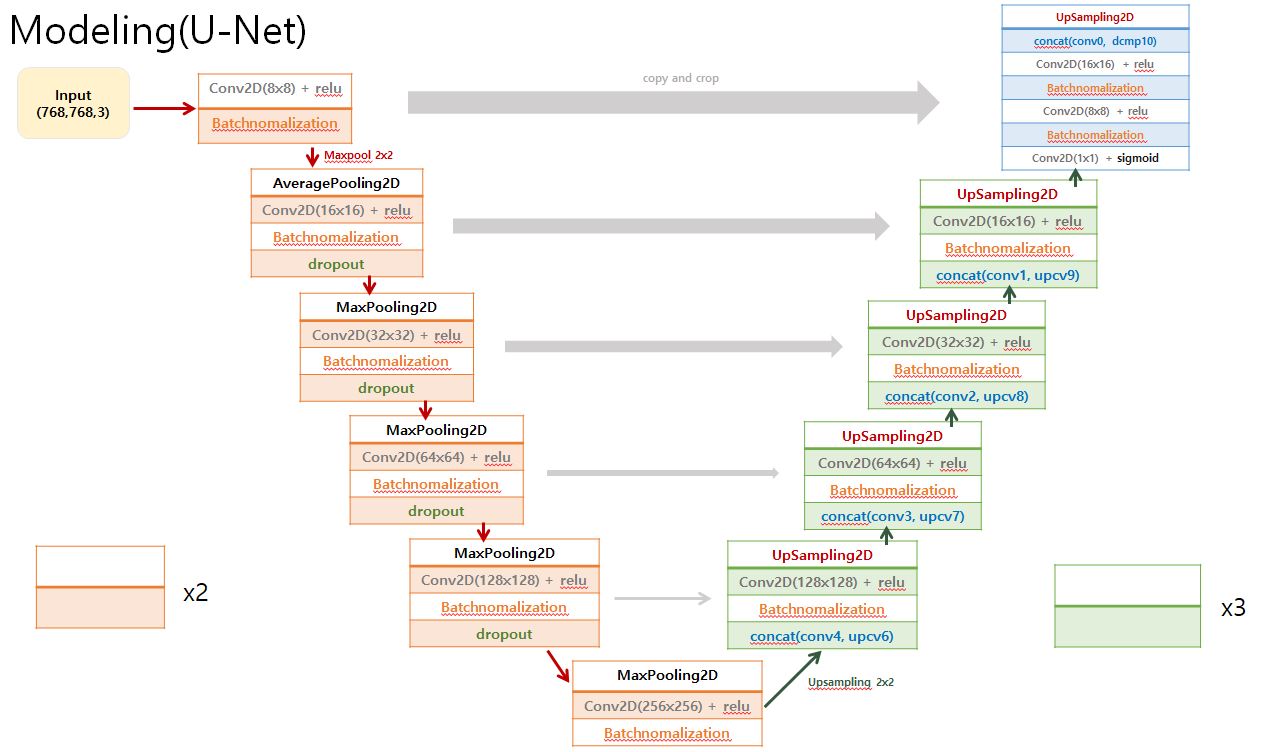 Modeling(U-Net)
Input
(768,768,3)
Conv2D(8x8) + relu
Batchnomalization
copy and crop
Maxpool 2x2
AveragePooling2D
Conv2D(16x16) + relu
Batchnomalization
dropout
MaxPooling2D
Conv2D(32x32) + relu
Batchnomalization
dropout
MaxPooling2D
Conv2D(64x64) + relu
Batchnomalization
dropout
MaxPooling2D
Conv2D(128x128) + relu
Batchnomalization
dropout
MaxPooling2D
Conv2D(256x256) + relu
Batchnomalization
Upsampling 2x2
UpSampling2D
Conv2D(128x128) + relu
Batchnomalization
concat(conv4, upcv6)
UpSampling2D
Conv2D(64x64) + relu
Batchnomalization
concat(conv3, upcv7)
UpSampling2D
Conv2D(32x32) + relu
Batchnomalization
concat(conv2, upcv8)
UpSampling2D
Conv2D(16x16) + relu
Batchnomalization
concat(conv1, upcv9)
UpSampling2D
concat(conv0, dcmp10)
Conv2D(16x16) + relu
Batchnomalization
Conv2D(8x8) + relu
Batchnomalization
Conv2D(1x1) + sigmoid
x2
x3